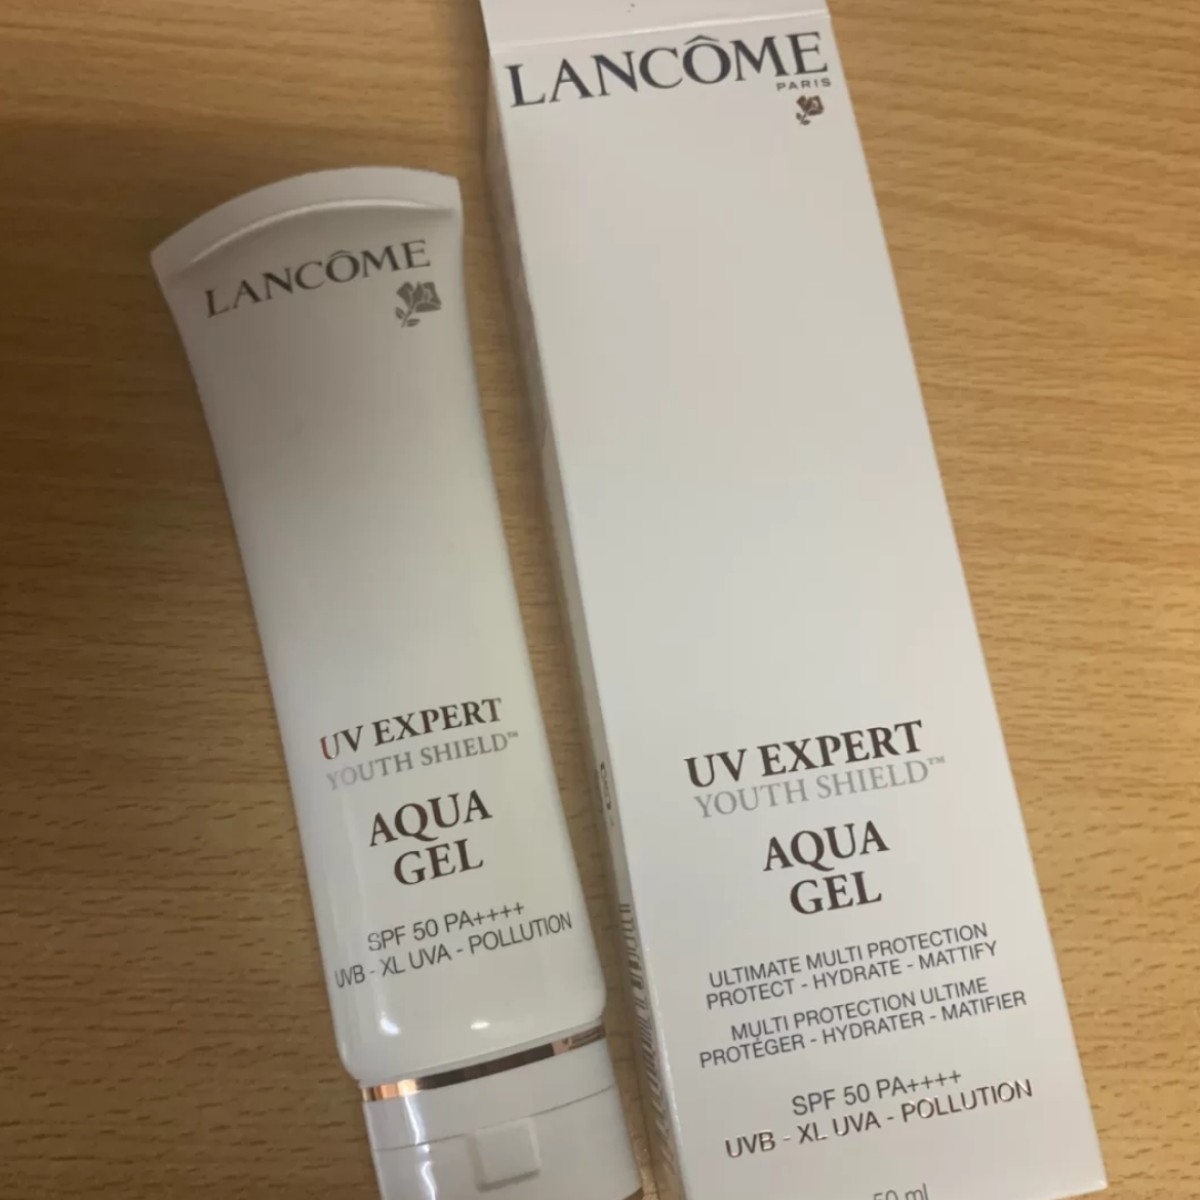 LANCÔME
UV EXPERT
YOUTH SHIELD™
AQUA
GEL
SPF 50 PA++++
UVB - XL UVA - POLLUTION
LANCÔME
PARIS
UV EXPERT
YOUTH SHIELD™
AQUA
GEL
ULTIMATE MULTI PROTECTION
PROTECT - HYDRATE - MATTIFY
MULTI PROTECTION ULTIME
PROTÉGER - HYDRATER - MATIFIER
SPF 50 PA++++
UVB - XL UVA - POLLUTION
50 ml